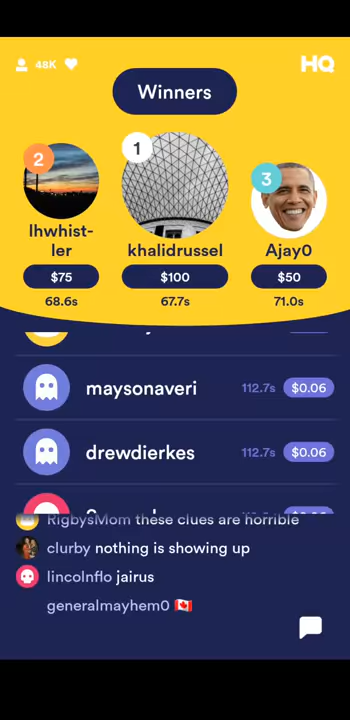 48K
HQ
Winners
2
1
3
lhwhist-
ler
khalidrussel
Ajay0
$75
$100
$50
68.6s
67.7s
71.0s
maysonaveri
112.7s
$0.06
drewdierkes
112.7s
$0.06
RigbysMom these clues are horrible
clurby nothing is showing up
lincolnflo jairus
generalmayhem0 🇨🇦